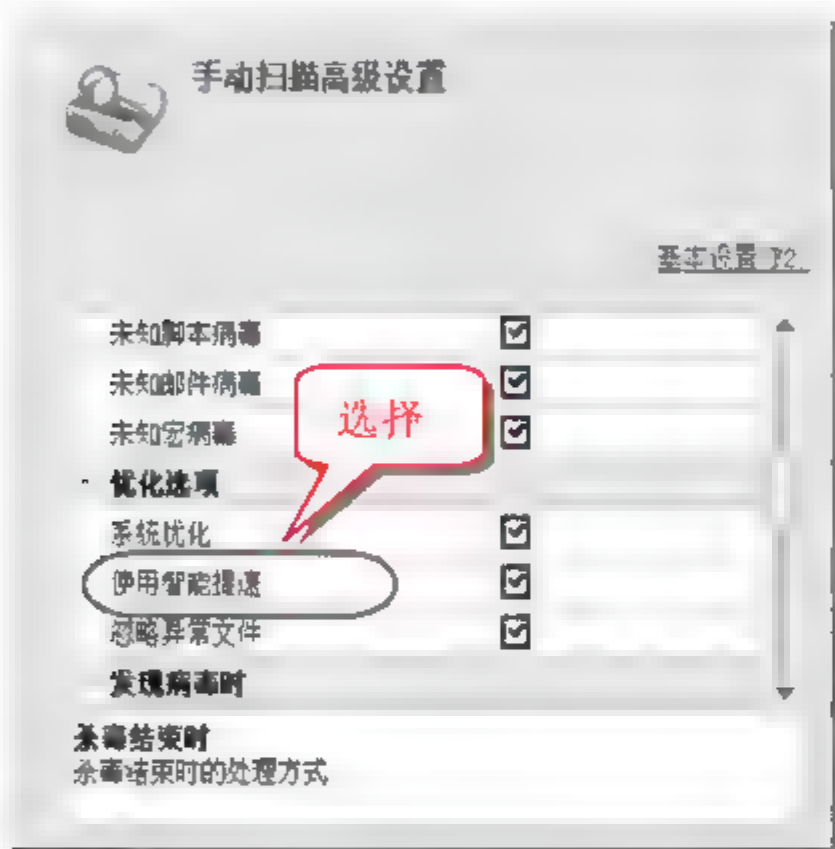 手动扫描高级设置
基本设置 F2
未知脚本病毒
未知邮件病毒
未知宏病毒
选择
优化选项
系统优化
使用智能提速
忽略异常文件
发现病毒时
杀毒结束时
杀毒结束时的处理方式